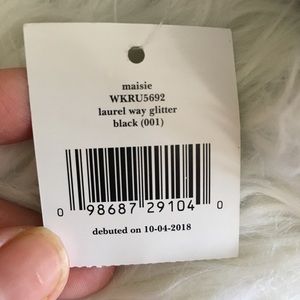 maisie
WKRU5692
laurel way glitter
black (001)
0 98687 29104 0
debuted on 10-04-2018